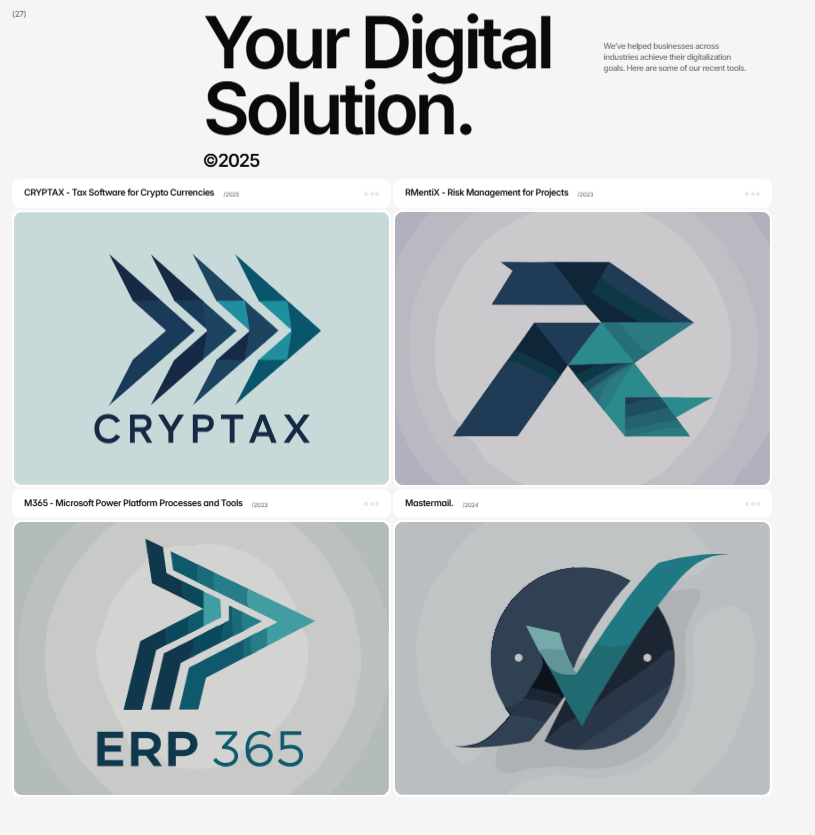 (27)
Your Digital
Solution.
©2025
We've helped businesses across
industries achieve their digitalization
goals. Here are some of our recent tools.
CRYPTAX - Tax Software for Crypto Currencies /2025
RMentiX - Risk Management for Projects /2023
CRYPTAX
M365 - Microsoft Power Platform Processes and Tools /2023
Mastermail. /2024
ERP 365